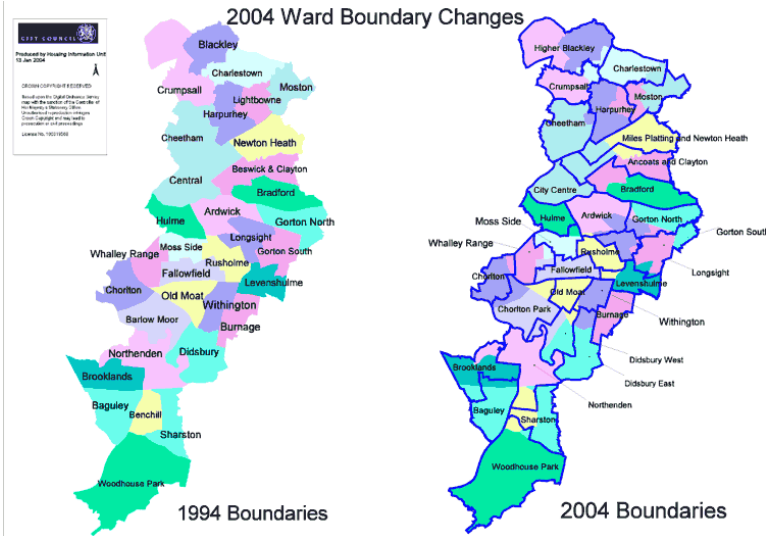 2004 Ward Boundary Changes
CITY COUNCIL
Produced by Housing Information Unit
2004
CROWN COPYRIGHT RESERVED
Blackley
Charlestown
Crumpsall
Moston
Lightbowne
Harpurhey
Cheetham
Newton Heath
Beswick & Clayton
Central
Bradford
Ardwick
Hulme
Gorton North
Longsight
Moss Side
Whalley Range
Gorton South
Rusholme
Fallowfield
Levenshulme
Chorlton
Old Moat
Withington
Barlow Moor
Burnage
Northenden
Didsbury
Brooklands
Baguley
Benchill
Sharston
Woodhouse Park
1994 Boundaries
Higher Blackley
Charlestown
Crumpsall
Moston
Harpurhey
Cheetham
Miles Platting and Newton Heath
Ancoats and Clayton
City Centre
Bradford
Hulme
Ardwick
Gorton North
Moss Side
Gorton South
Whalley Range
Rusholme
Longsight
Fallowfield
Chorlton
Levenshulme
Old Moat
Chorlton Park
Burnage
Withington
Didsbury West
Brooklands
Didsbury East
Northenden
Baguley
Sharston
Woodhouse Park
2004 Boundaries